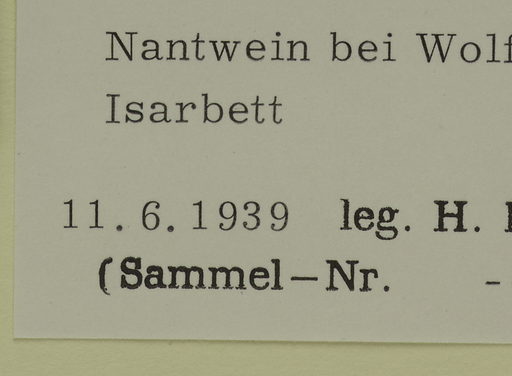 Nantwein bei Wolf
Isarbett
11.6.1939 leg. H.
(Sammel-Nr. -